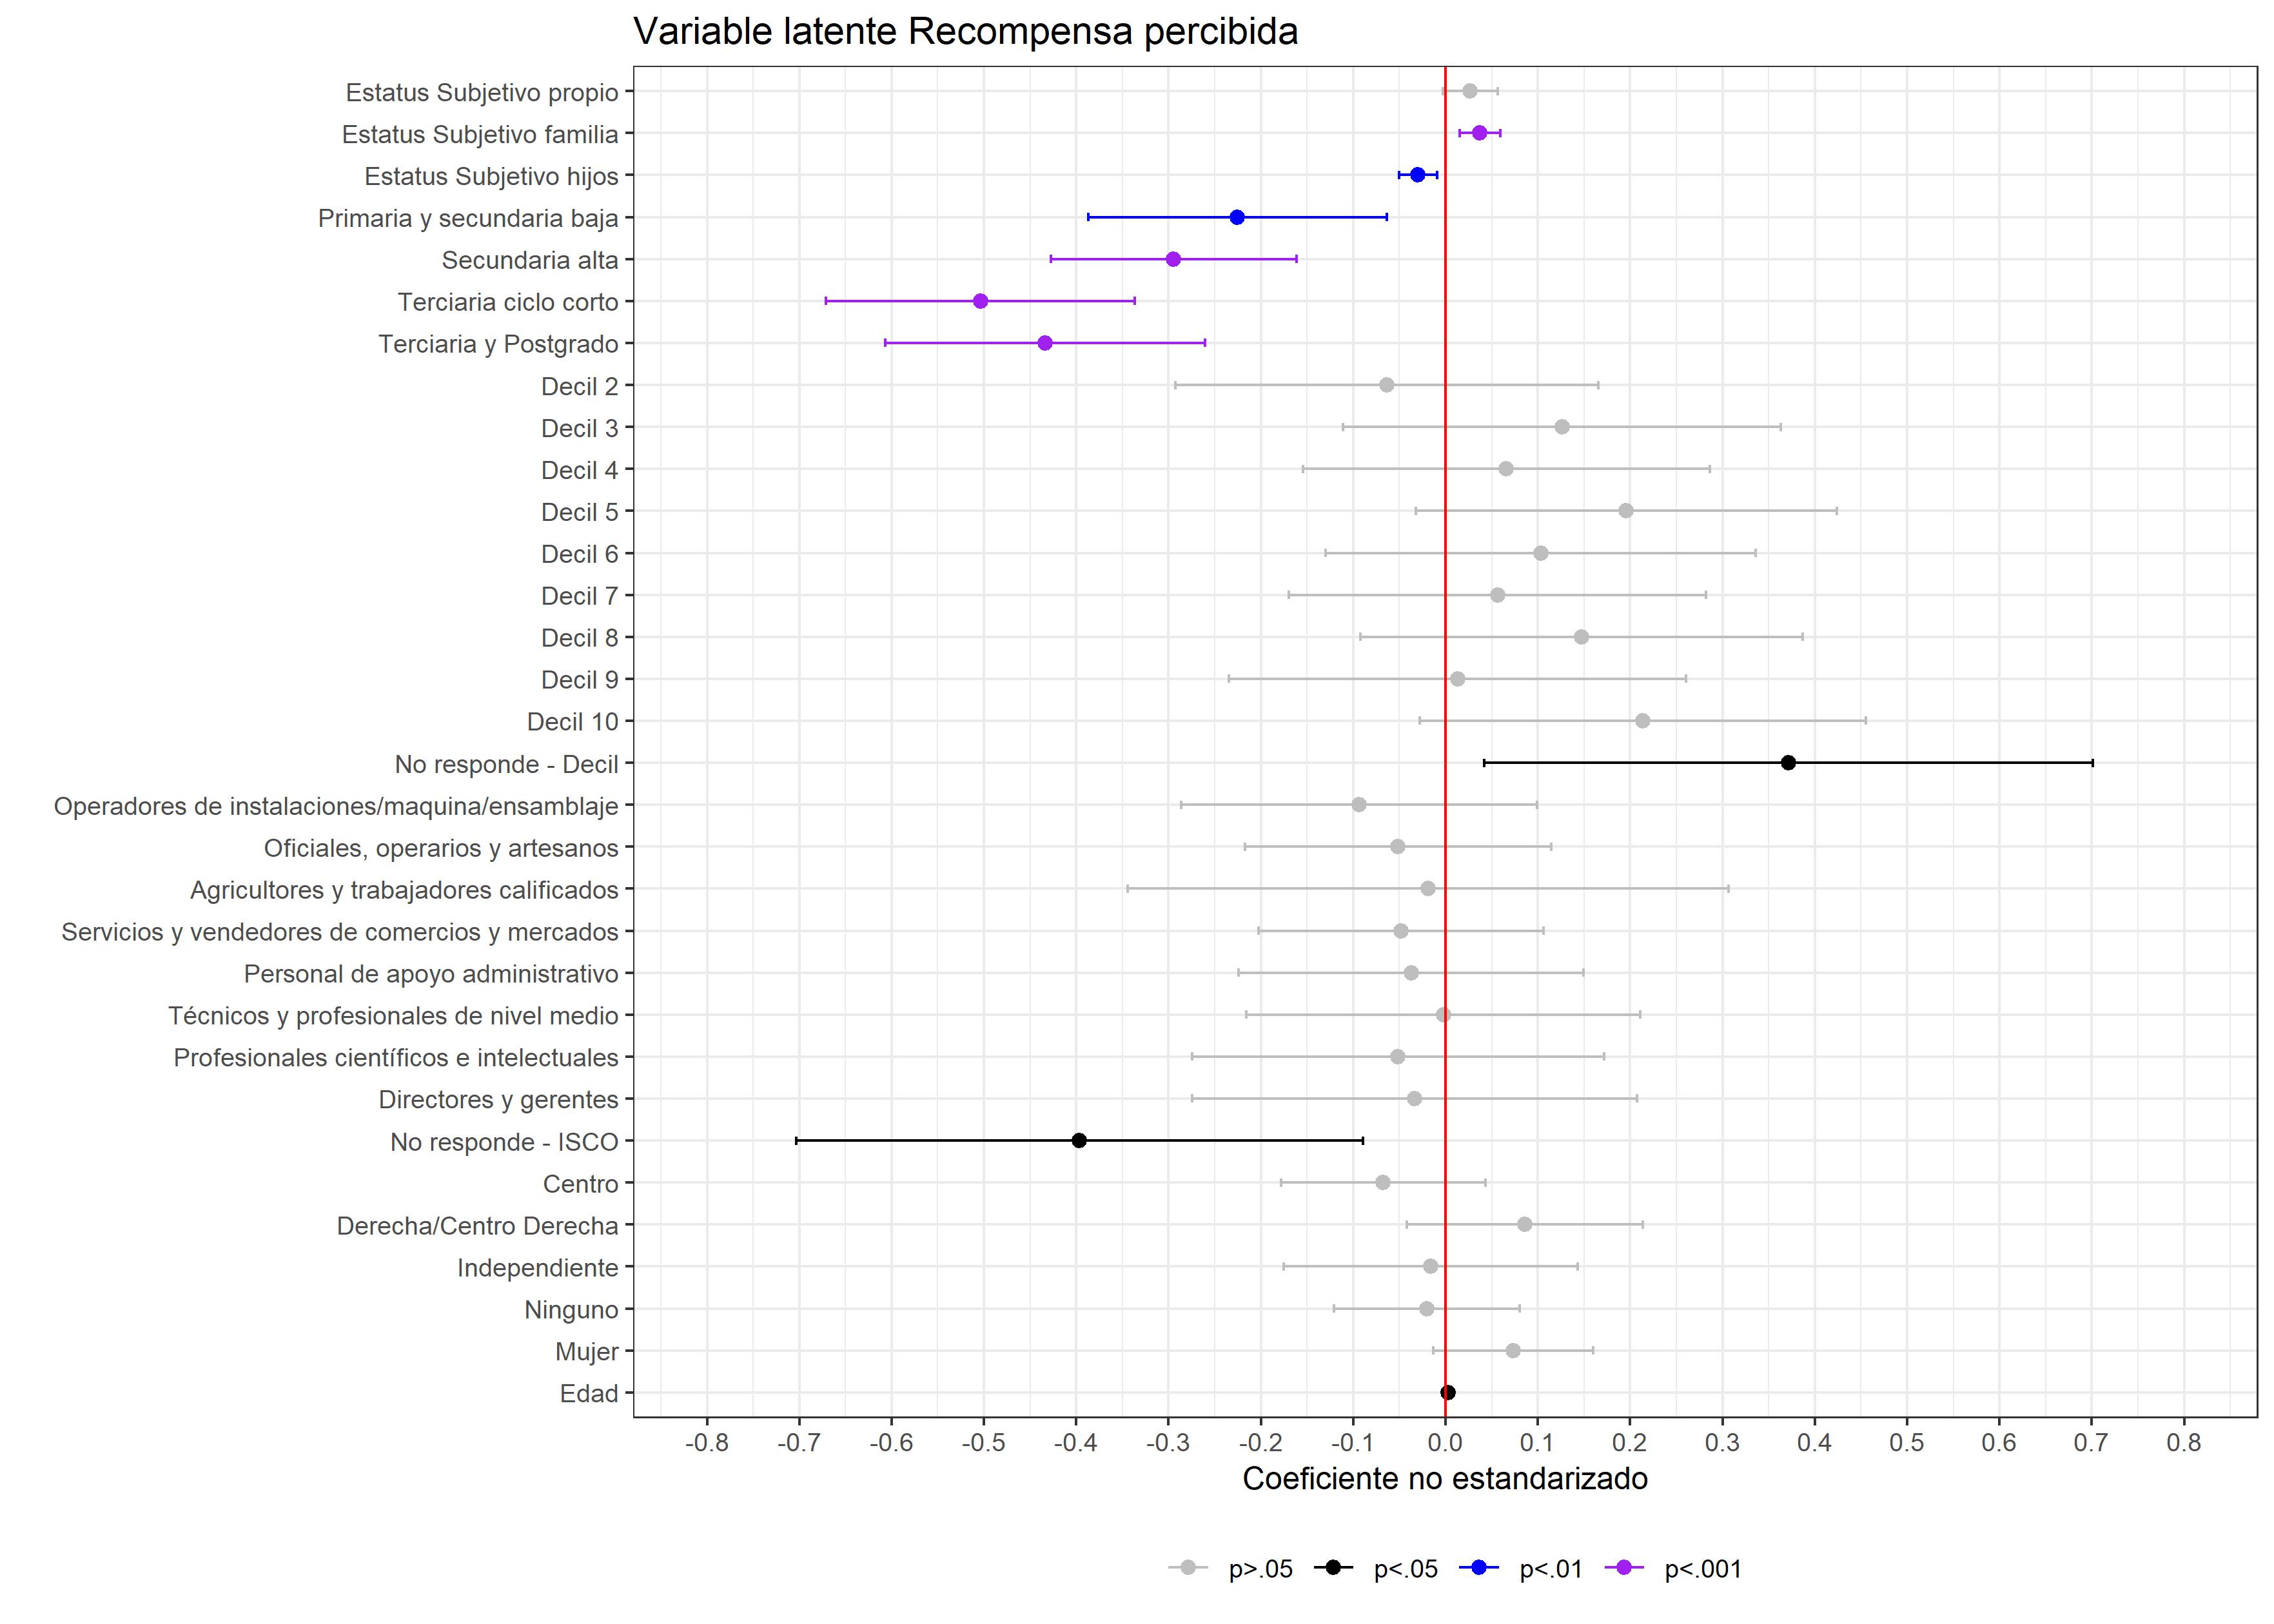 Variable latente Recompensa percibida
Estatus Subjetivo propio
Estatus Subjetivo familia
Estatus Subjetivo hijos
Primaria y secundaria baja
Secundaria alta
Terciaria ciclo corto
Terciaria y Postgrado
Decil 2
Decil 3
Decil 4
Decil 5
Decil 6
Decil 7
Decil 8
Decil 9
Decil 10
No responde - Decil
Operadores de instalaciones/maquina/ensamblaje
Oficiales, operarios y artesanos
Agricultores y trabajadores calificados
Servicios y vendedores de comercios y mercados
Personal de apoyo administrativo
Técnicos y profesionales de nivel medio
Profesionales científicos e intelectuales
Directores y gerentes
No responde - ISCO
Centro
Derecha/Centro Derecha
Independiente
Ninguno
Mujer
Edad
-0.8 -0.7 -0.6 -0.5 -0.4 -0.3 -0.2 -0.1 0.0 0.1 0.2 0.3 0.4 0.5 0.6 0.7 0.8
Coeficiente no estandarizado
p>.05 p<.05 p<.01 p<.001